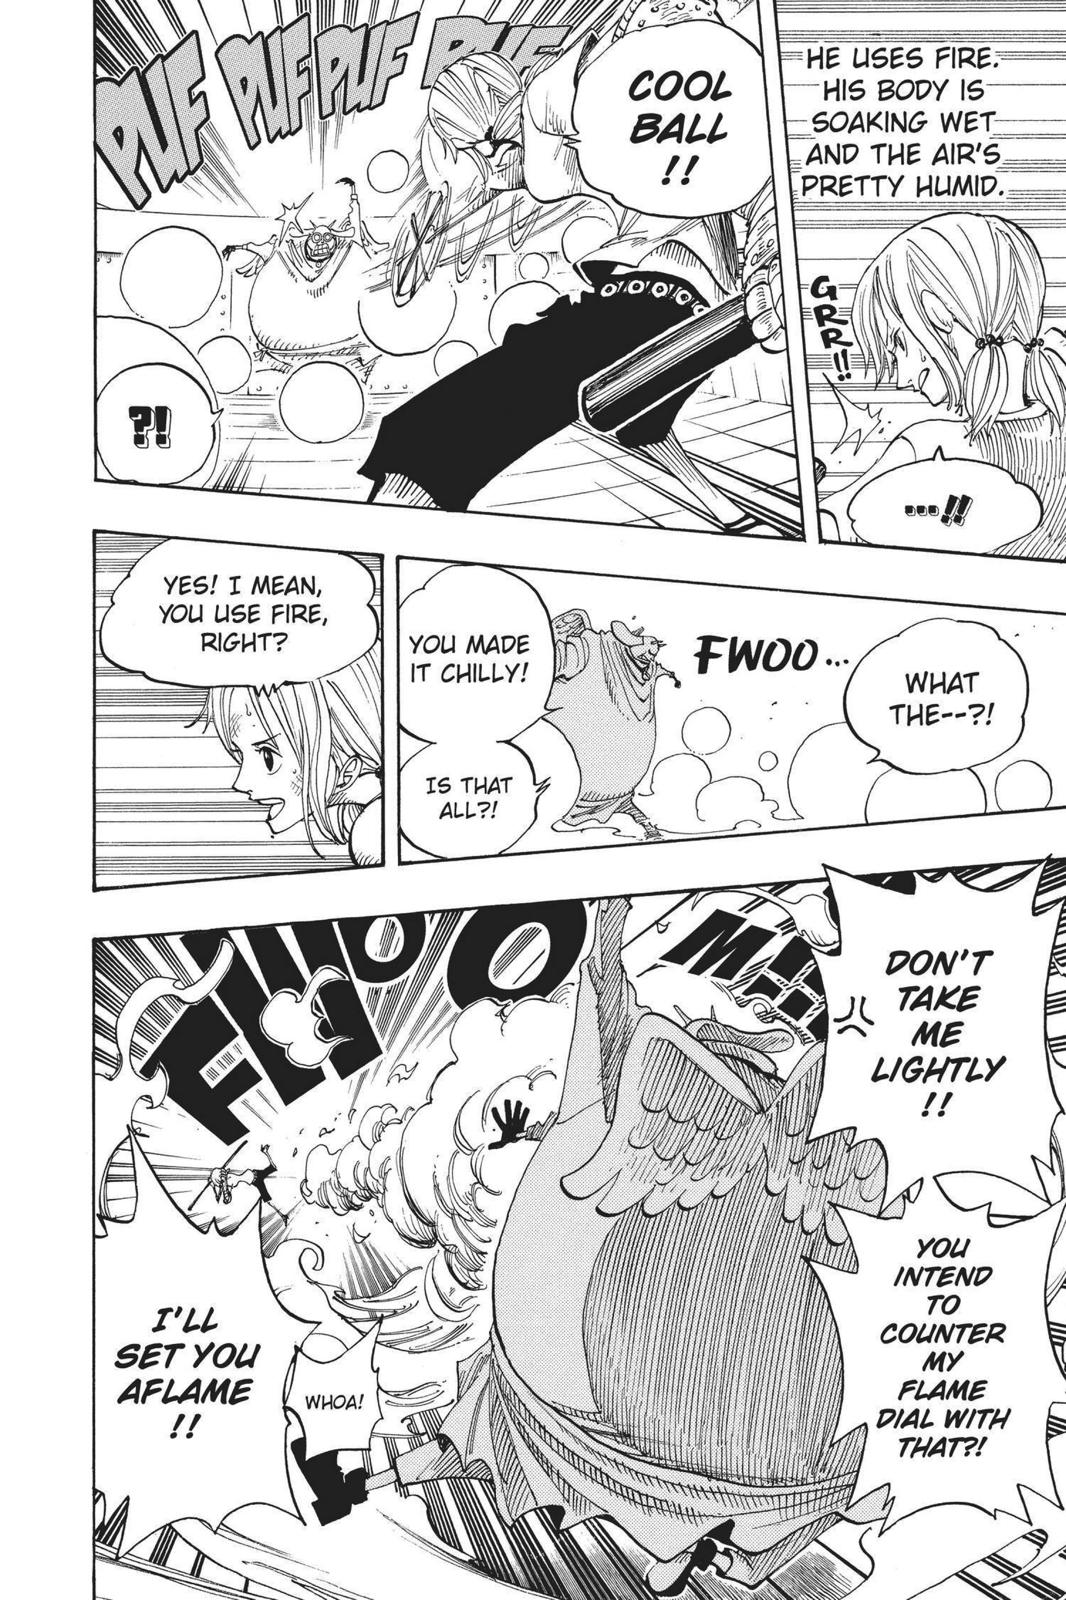 HE USES FIRE.
HIS BODY IS
SOAKING WET
AND THE AIR'S
PRETTY HUMID.
GRR!!
...!!
COOL
BALL
!!
PUF PUF PUF PUF
?!
WHAT
THE--?!
FWOO...
YOU MADE
IT CHILLY!
IS THAT
ALL?!
YES! I MEAN,
YOU USE FIRE,
RIGHT?
DON'T
TAKE
ME
LIGHTLY
!!
YOU
INTEND
TO
COUNTER
MY
FLAME
DIAL WITH
THAT?!
WHOA!
I'LL
SET YOU
AFLAME
!!